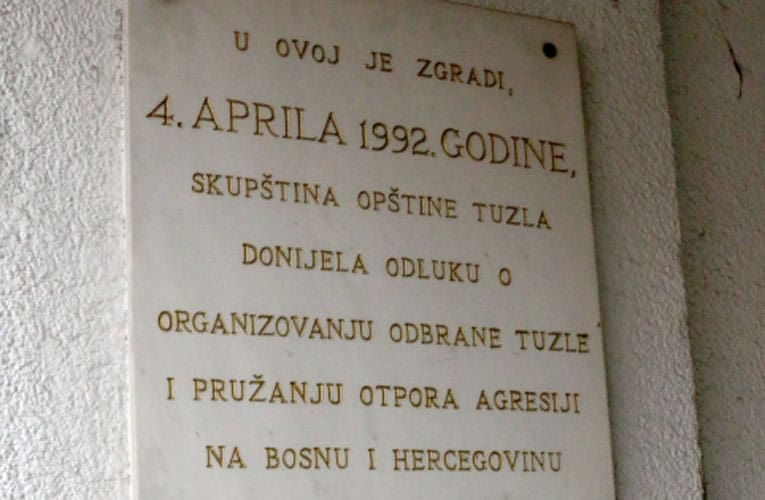 U OVOJ JE ZGRADI,
4. APRILA 1992. GODINE,
SKUPŠTINA OPŠTINE TUZLA
DONIJELA ODLUKU O
ORGANIZOVANJU ODBRANE TUZLE
I PRUŽANJU OTPORA AGRESIJI
NA BOSNU I HERCEGOVINU